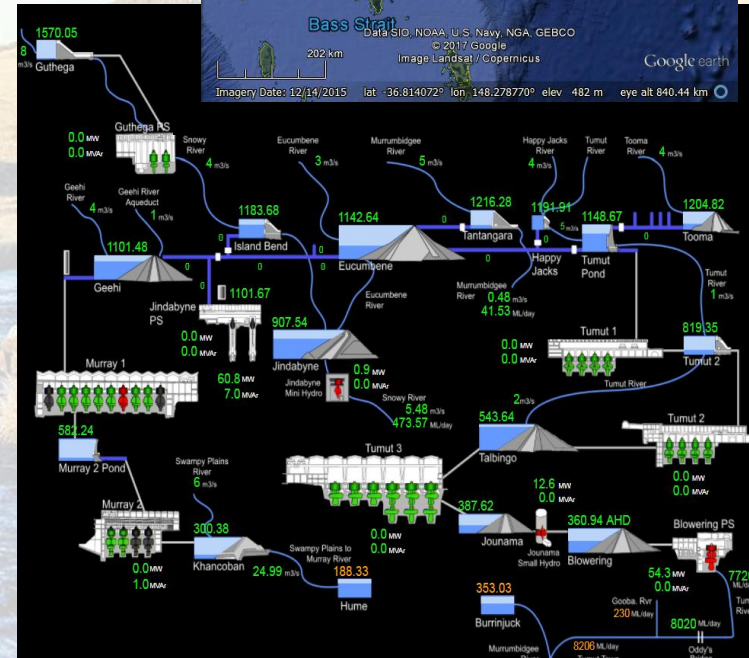 Bass Strait
Data SIO, NOAA, U.S. Navy, NGA, GEBCO
© 2017 Google
Image Landsat / Copernicus
202 km
Google earth
Imagery Date: 12/14/2015 lat -36.814072° lon 148.278770° elev 482 m eye alt 840.44 km
1570.05
8
m3/s
Guthega
Guthega PS
0.0 MW
0.0 MVAr
Snowy
River
4 m3/s
Eucumbene
River
3 m3/s
Murrumbidgee
River
5 m3/s
Happy Jacks
River
4 m3/s
Tumut
River
Tooma
River
4 m3/s
Geehi
River
4 m3/s
Geehi River
Aqueduct
1 m3/s
1183.68
Island Bend
1142.64
Eucumbene
1216.28
Tantangara
1191.91
5 m3/s
Happy
Jacks
1148.67
Tumut
Pond
1204.82
Tooma
0
0
0
0
0
0
0
0
0
1101.48
Geehi
1101.67
Jindabyne
PS
0.0 MW
0.0 MVAr
Eucumbene
River
Murrumbidgee
River
0.48 m3/s
41.53 ML/day
Tumut
River
1 m3/s
907.54
Jindabyne
Jindabyne
Mini Hydro
0.9 MW
0.0 MVAr
Snowy River
5.48 m3/s
473.57 ML/day
Tumut 1
0.0 MW
0.0 MVAr
819.35
Tumut 2
Tumut River
2 m3/s
Murray 1
60.8 MW
7.0 MVAr
582.24
Murray 2 Pond
543.64
Talbingo
Tumut 2
0.0 MW
0.0 MVAr
Tumut 3
0.0 MW
0.0 MVAr
Swampy Plains
River
6 m3/s
Murray 2
0.0 MW
1.0 MVAr
300.38
Khancoban
24.99 m3/s
Swampy Plains to
Murray River
188.33
Hume
387.62
Jounama
12.6 MW
0.0 MVAr
Jounama
Small Hydro
360.94 AHD
Blowering
Blowering PS
54.3 MW
0.0 MVAr
353.03
Burrinjuck
Gooba. Rvr
230 ML/day
8020 ML/day
Oddy's
8206 ML/day
Murrumbidgee